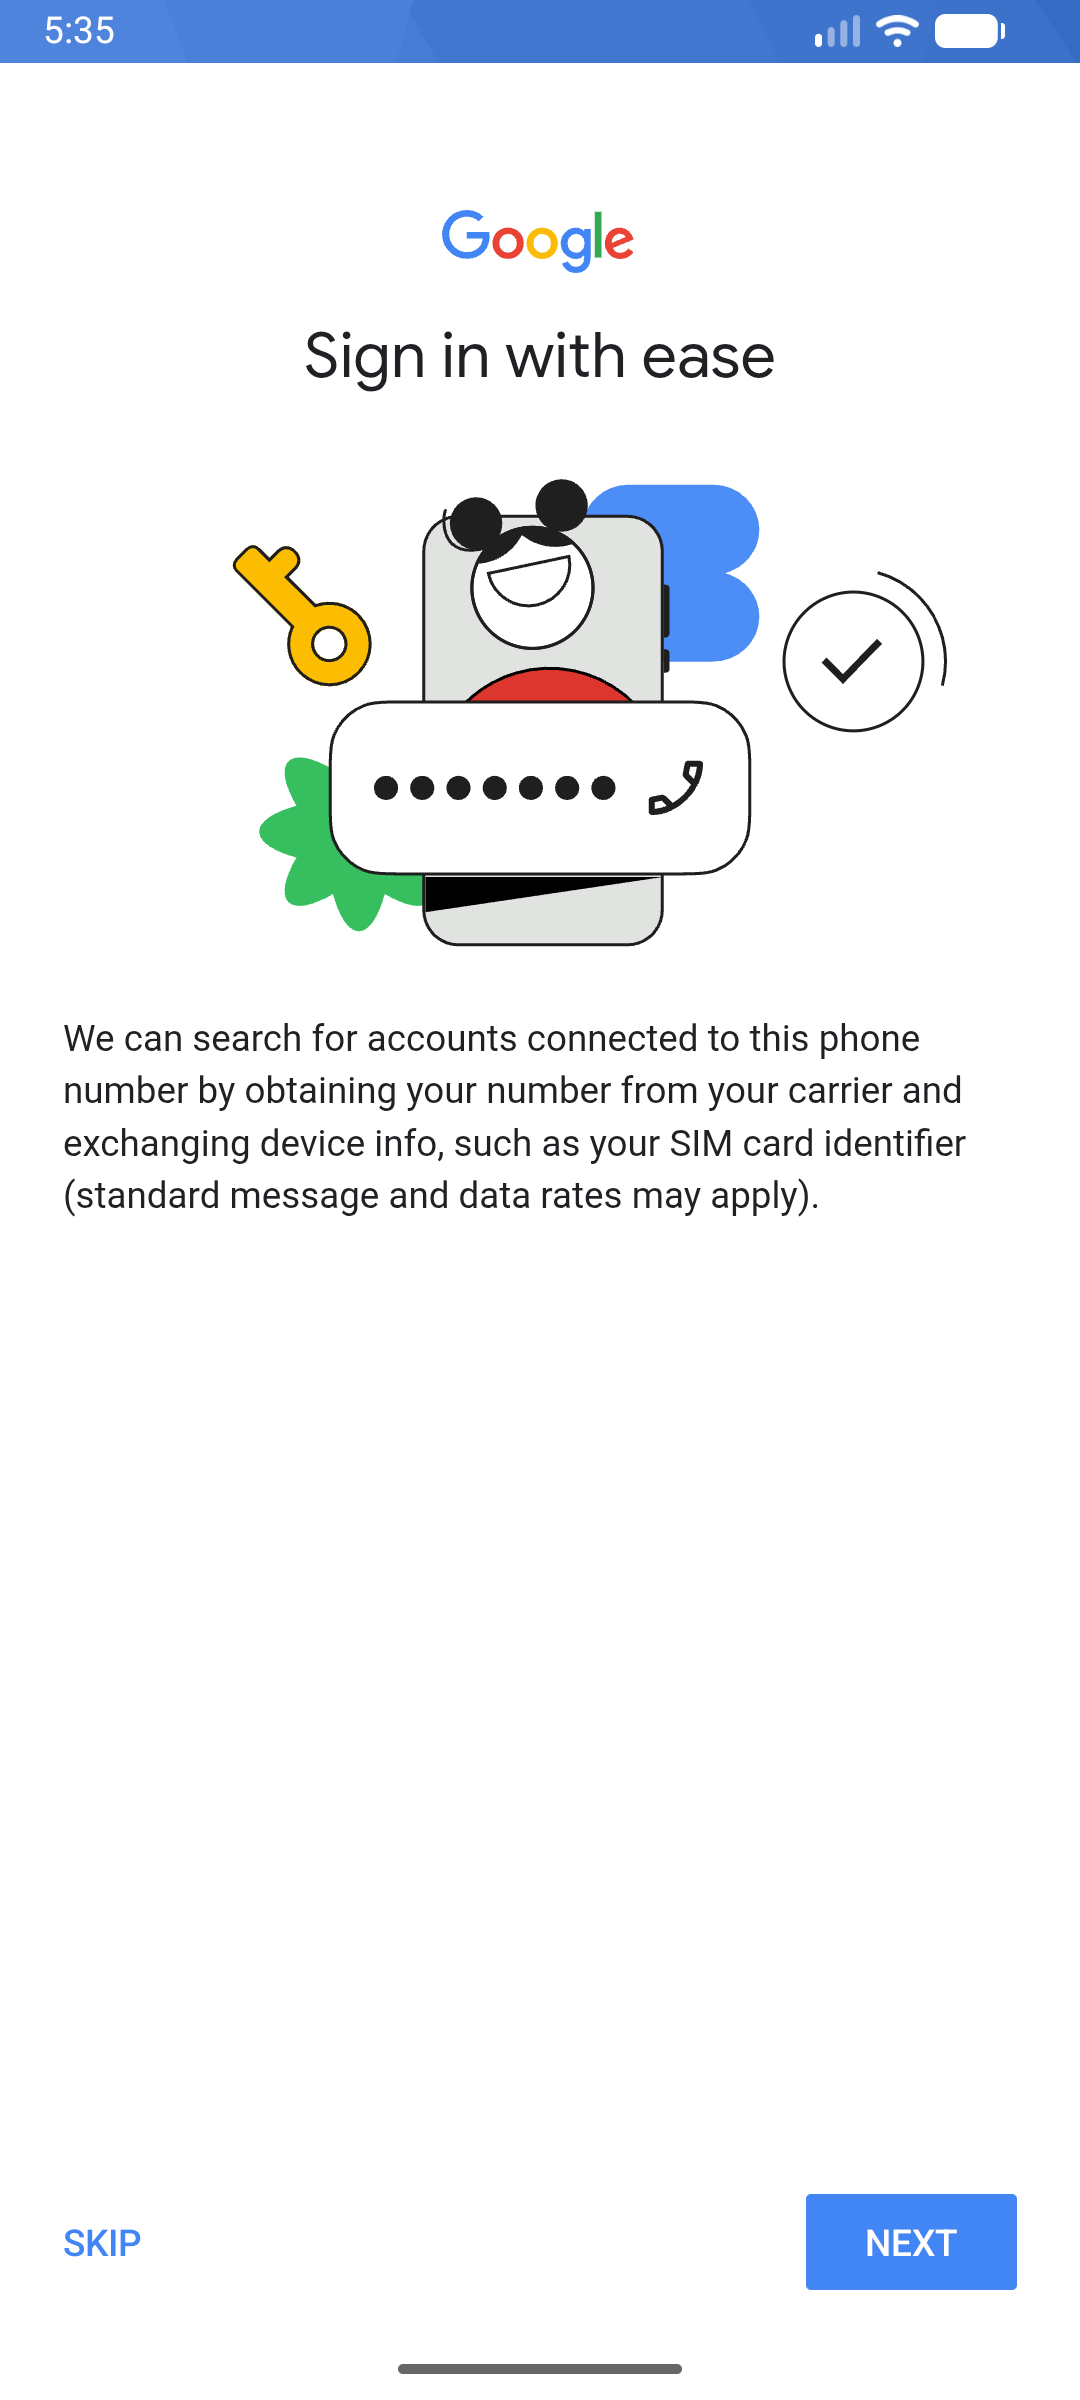 5:35
Google
Sign in with ease
We can search for accounts connected to this phone
number by obtaining your number from your carrier and
exchanging device info, such as your SIM card identifier
(standard message and data rates may apply).
SKIP
NEXT